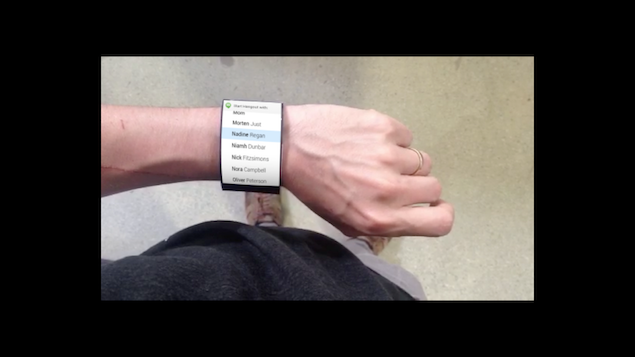 Start Hangout with:
Mom
Morten Just
Nadine Regan
Niamh Dunbar
Nick Fitzsimons
Nora Campbell
Oliver Peterson